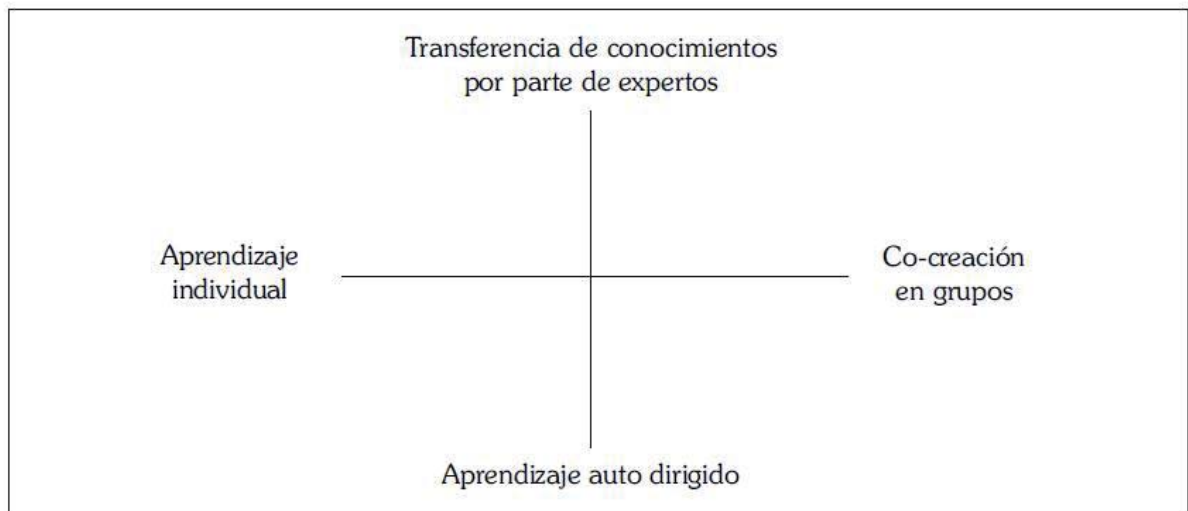 Transferencia de conocimientos
por parte de expertos
Aprendizaje
individual
Co-creación
en grupos
Aprendizaje auto dirigido